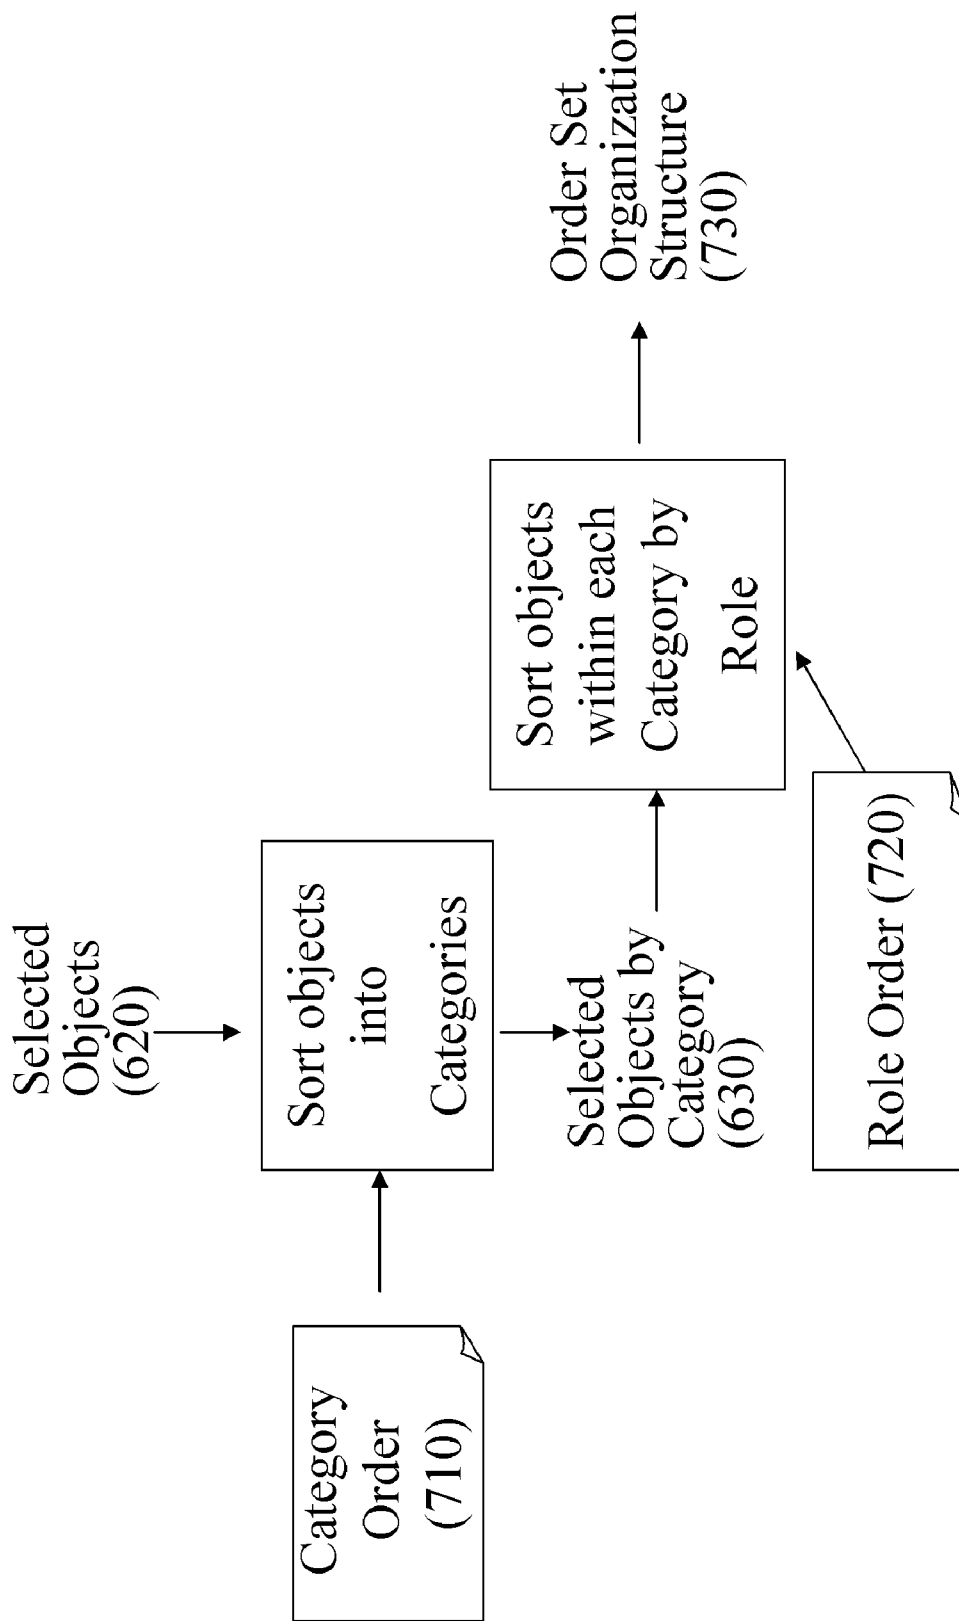 Selected
Objects
(620)
Category
Order
(710)
Sort objects
into
Categories
Selected
Objects by
Category
(630)
Sort objects
within each
Category by
Role
Order Set
Organization
Structure
(730)
Role Order (720)